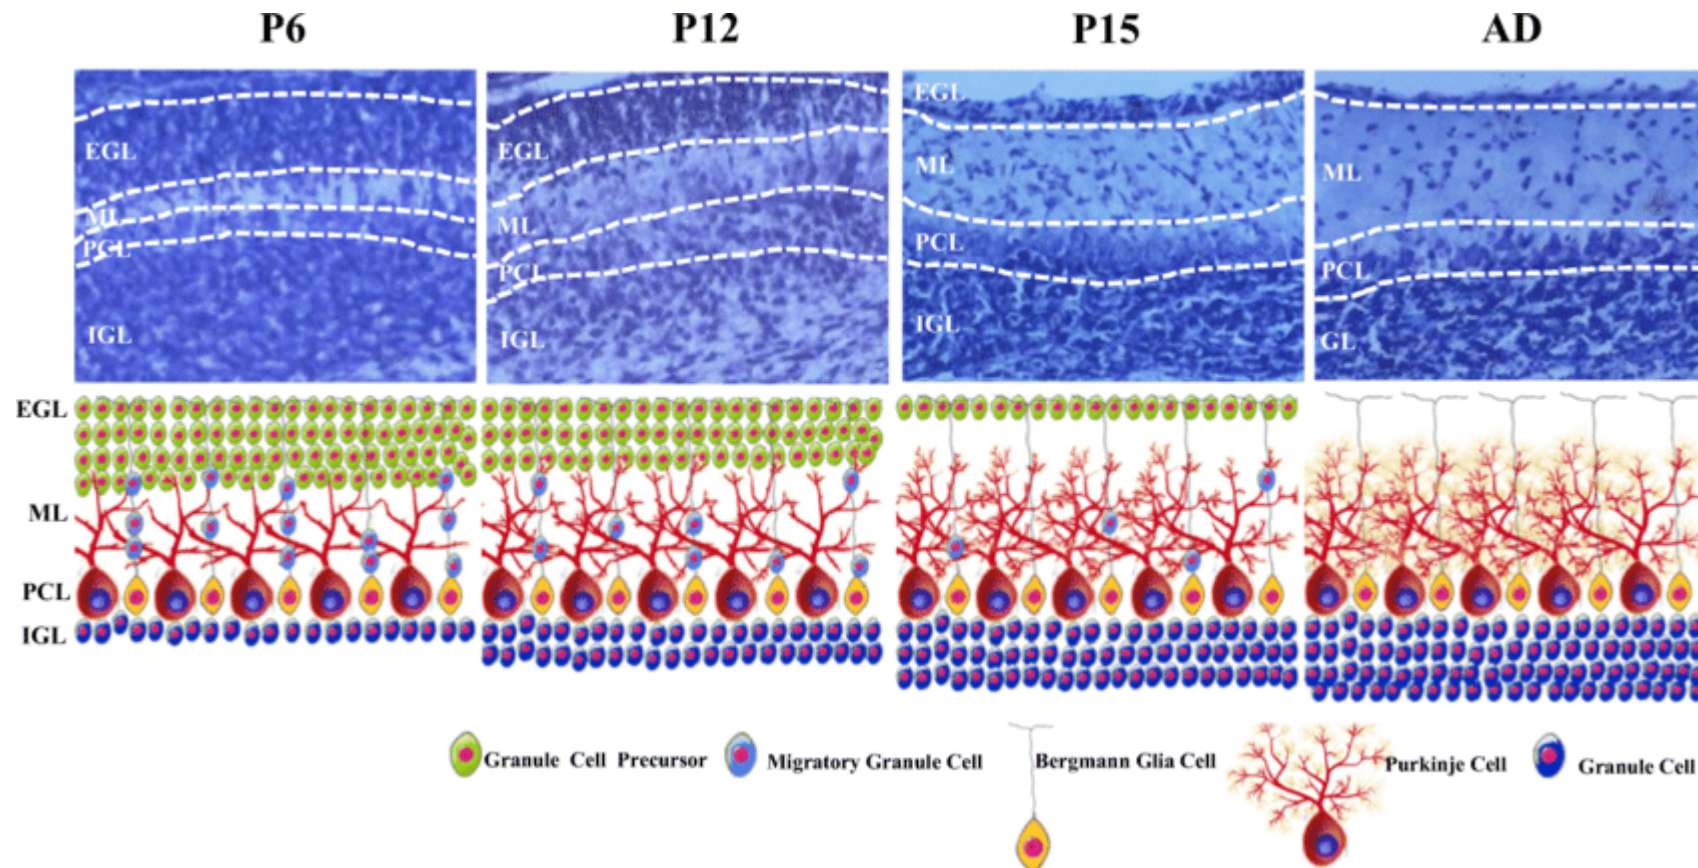 P6 P12 P15 AD
EGL
ML
PCL
IGL
EGL
ML
PCL
IGL
EGL
ML
PCL
IGL
ML
PCL
GL
EGL
ML
PCL
IGL
Granule Cell Precursor
Migratory Granule Cell
Bergmann Glia Cell
Purkinje Cell
Granule Cell